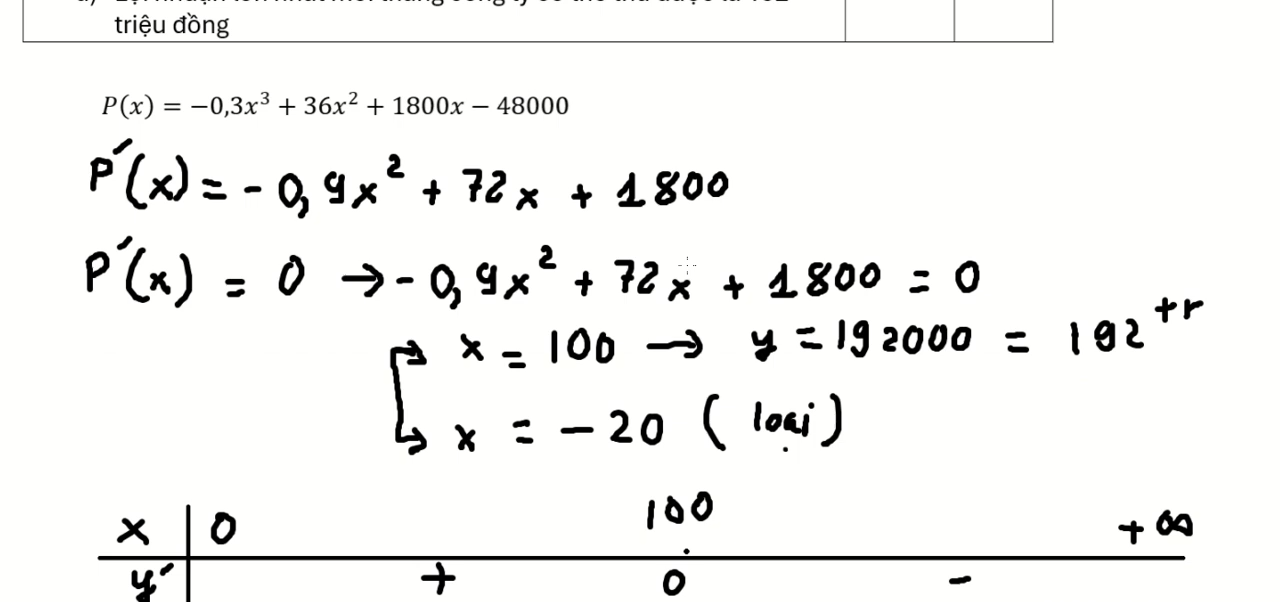 triệu đồng
P(x) = −0,3x³ + 36x² + 1800x − 48000
P'(x) = - 0,9x² + 72x + 1800
P'(x) = 0 → - 0,9x² + 72x + 1800 = 0
x = 100 → y = 192000 = 192 tr
x = - 20 (loại)
x 0 100 + ∞
y' + 0 -